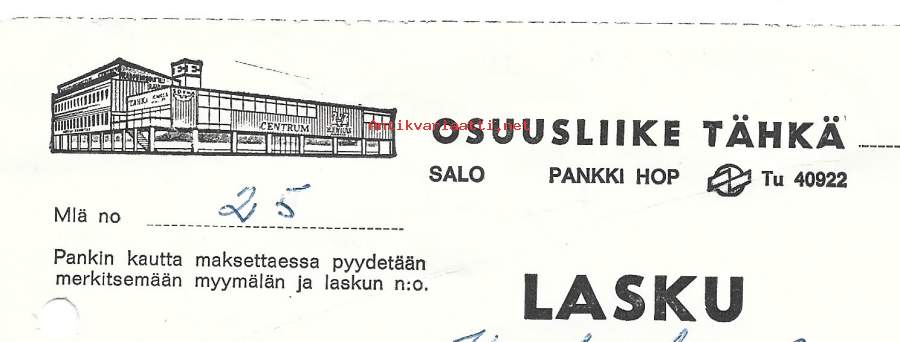 CENTRUM
Antikvariaatti.net
OSUUSLIIKE TÄHKÄ
SALO PANKKI HOP Tu 40922
Mlä no 25
Pankin kautta maksettaessa pyydetään
merkitsemään myymälän ja laskun n:o.
LASKU